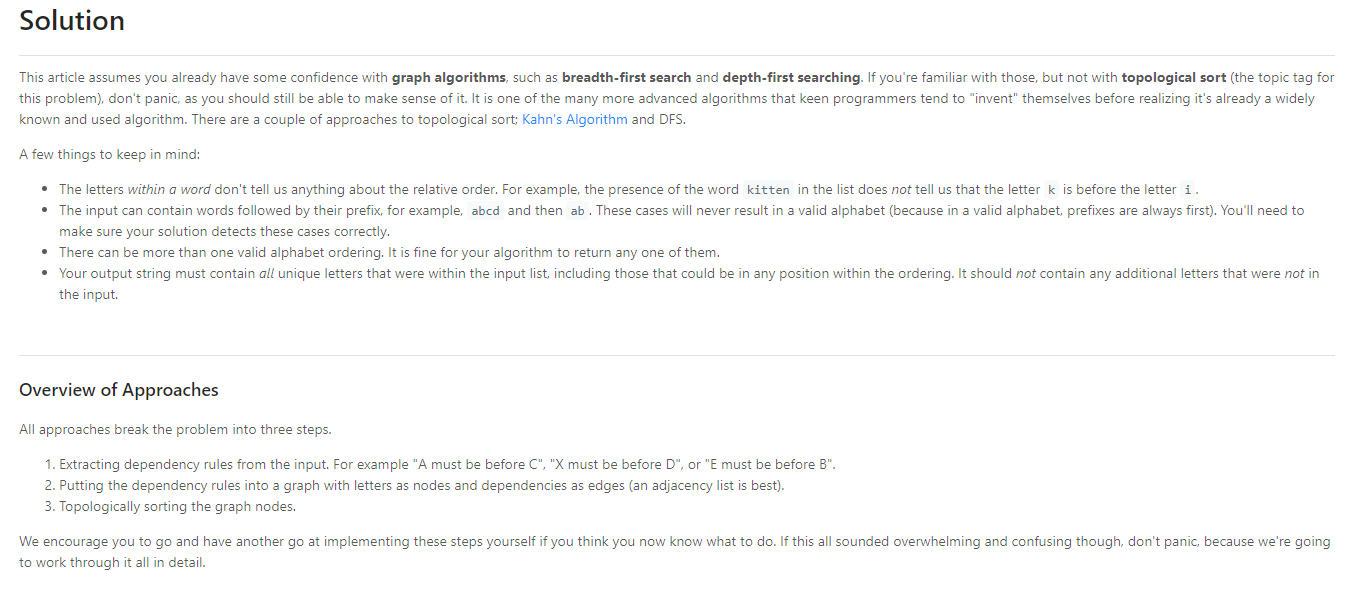 Solution
This article assumes you already have some confidence with graph algorithms, such as breadth-first search and depth-first searching. If you're familiar with those, but not with topological sort (the topic tag for
this problem), don't panic, as you should still be able to make sense of it. It is one of the many more advanced algorithms that keen programmers tend to "invent" themselves before realizing it's already a widely
known and used algorithm. There are a couple of approaches to topological sort; Kahn's Algorithm and DFS.
A few things to keep in mind:
• The letters within a word don't tell us anything about the relative order. For example, the presence of the word kitten in the list does not tell us that the letter k is before the letter i .
• The input can contain words followed by their prefix, for example, abcd and then ab . These cases will never result in a valid alphabet (because in a valid alphabet, prefixes are always first). You'll need to
make sure your solution detects these cases correctly.
• There can be more than one valid alphabet ordering. It is fine for your algorithm to return any one of them.
• Your output string must contain all unique letters that were within the input list, including those that could be in any position within the ordering. It should not contain any additional letters that were not in
the input.
Overview of Approaches
All approaches break the problem into three steps.
1. Extracting dependency rules from the input. For example "A must be before C", "X must be before D", or "E must be before B".
2. Putting the dependency rules into a graph with letters as nodes and dependencies as edges (an adjacency list is best).
3. Topologically sorting the graph nodes.
We encourage you to go and have another go at implementing these steps yourself if you think you now know what to do. If this all sounded overwhelming and confusing though, don't panic, because we're going
to work through it all in detail.